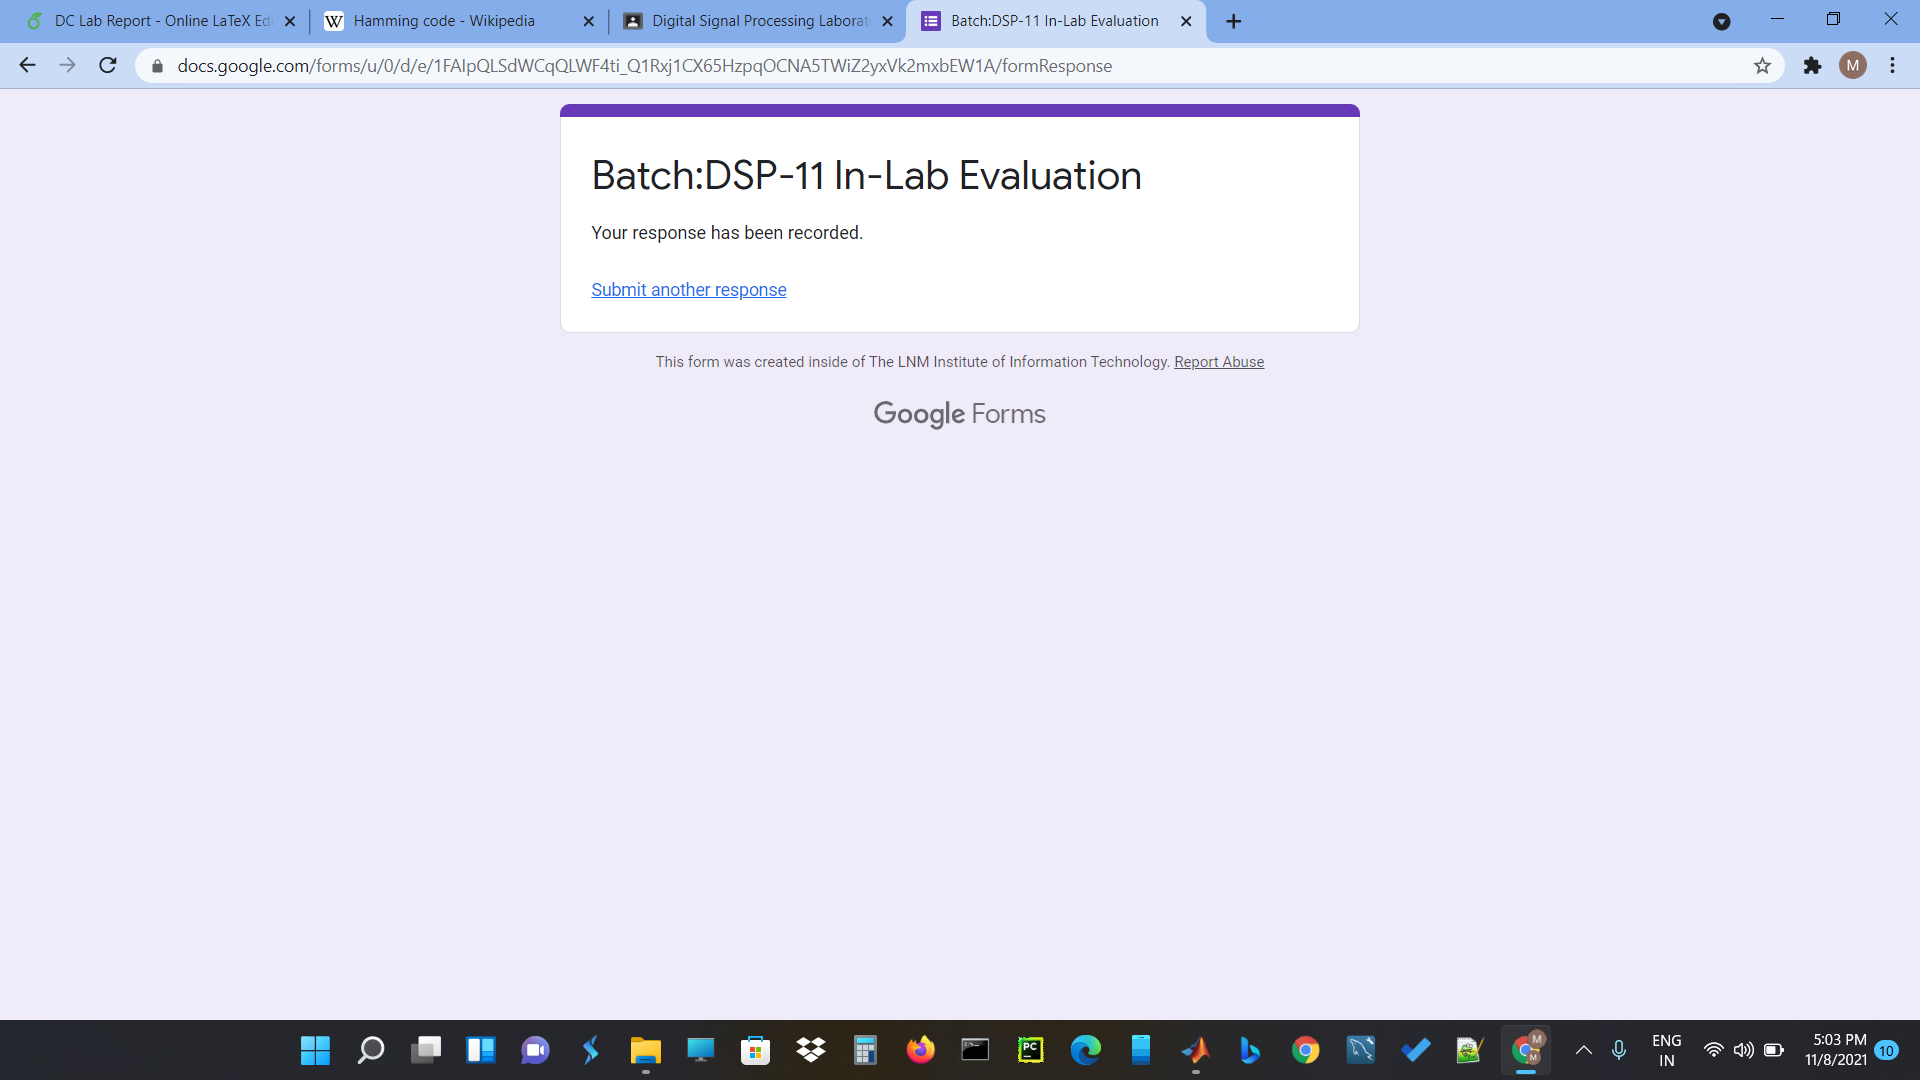 DC Lab Report - Online LaTeX Edi
Hamming code - Wikipedia
Digital Signal Processing Laborat
Batch:DSP-11 In-Lab Evaluation
docs.google.com/forms/u/0/d/e/1FAIpQLSdWCqQLWF4ti_Q1Rxj1CX65HzpqOCNA5TWiZ2yxVk2mxbEW1A/formResponse
M
Batch:DSP-11 In-Lab Evaluation
Your response has been recorded.
Submit another response
This form was created inside of The LNM Institute of Information Technology. Report Abuse
Google Forms
PC
M
M
ENG
IN
5:03 PM
11/8/2021
10